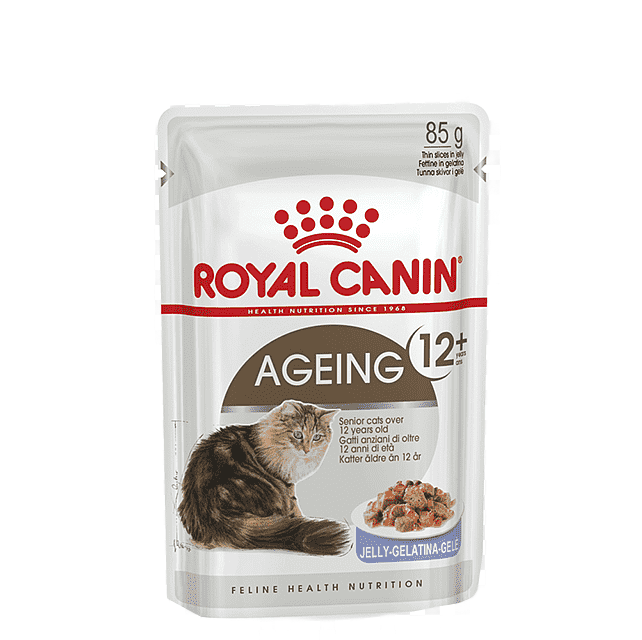 85 g
Thin slices in jelly
Fettine in gelatina
Tunna skivor i gelé
ROYAL CANIN
HEALTH NUTRITION SINCE 1968
AGEING 12+
years
ani
Senior cats over
12 years old
Gatti anziani di oltre
12 anni di età
Katter äldre än 12 år
JELLY-GELATINA-GELÉ
FELINE HEALTH NUTRITION